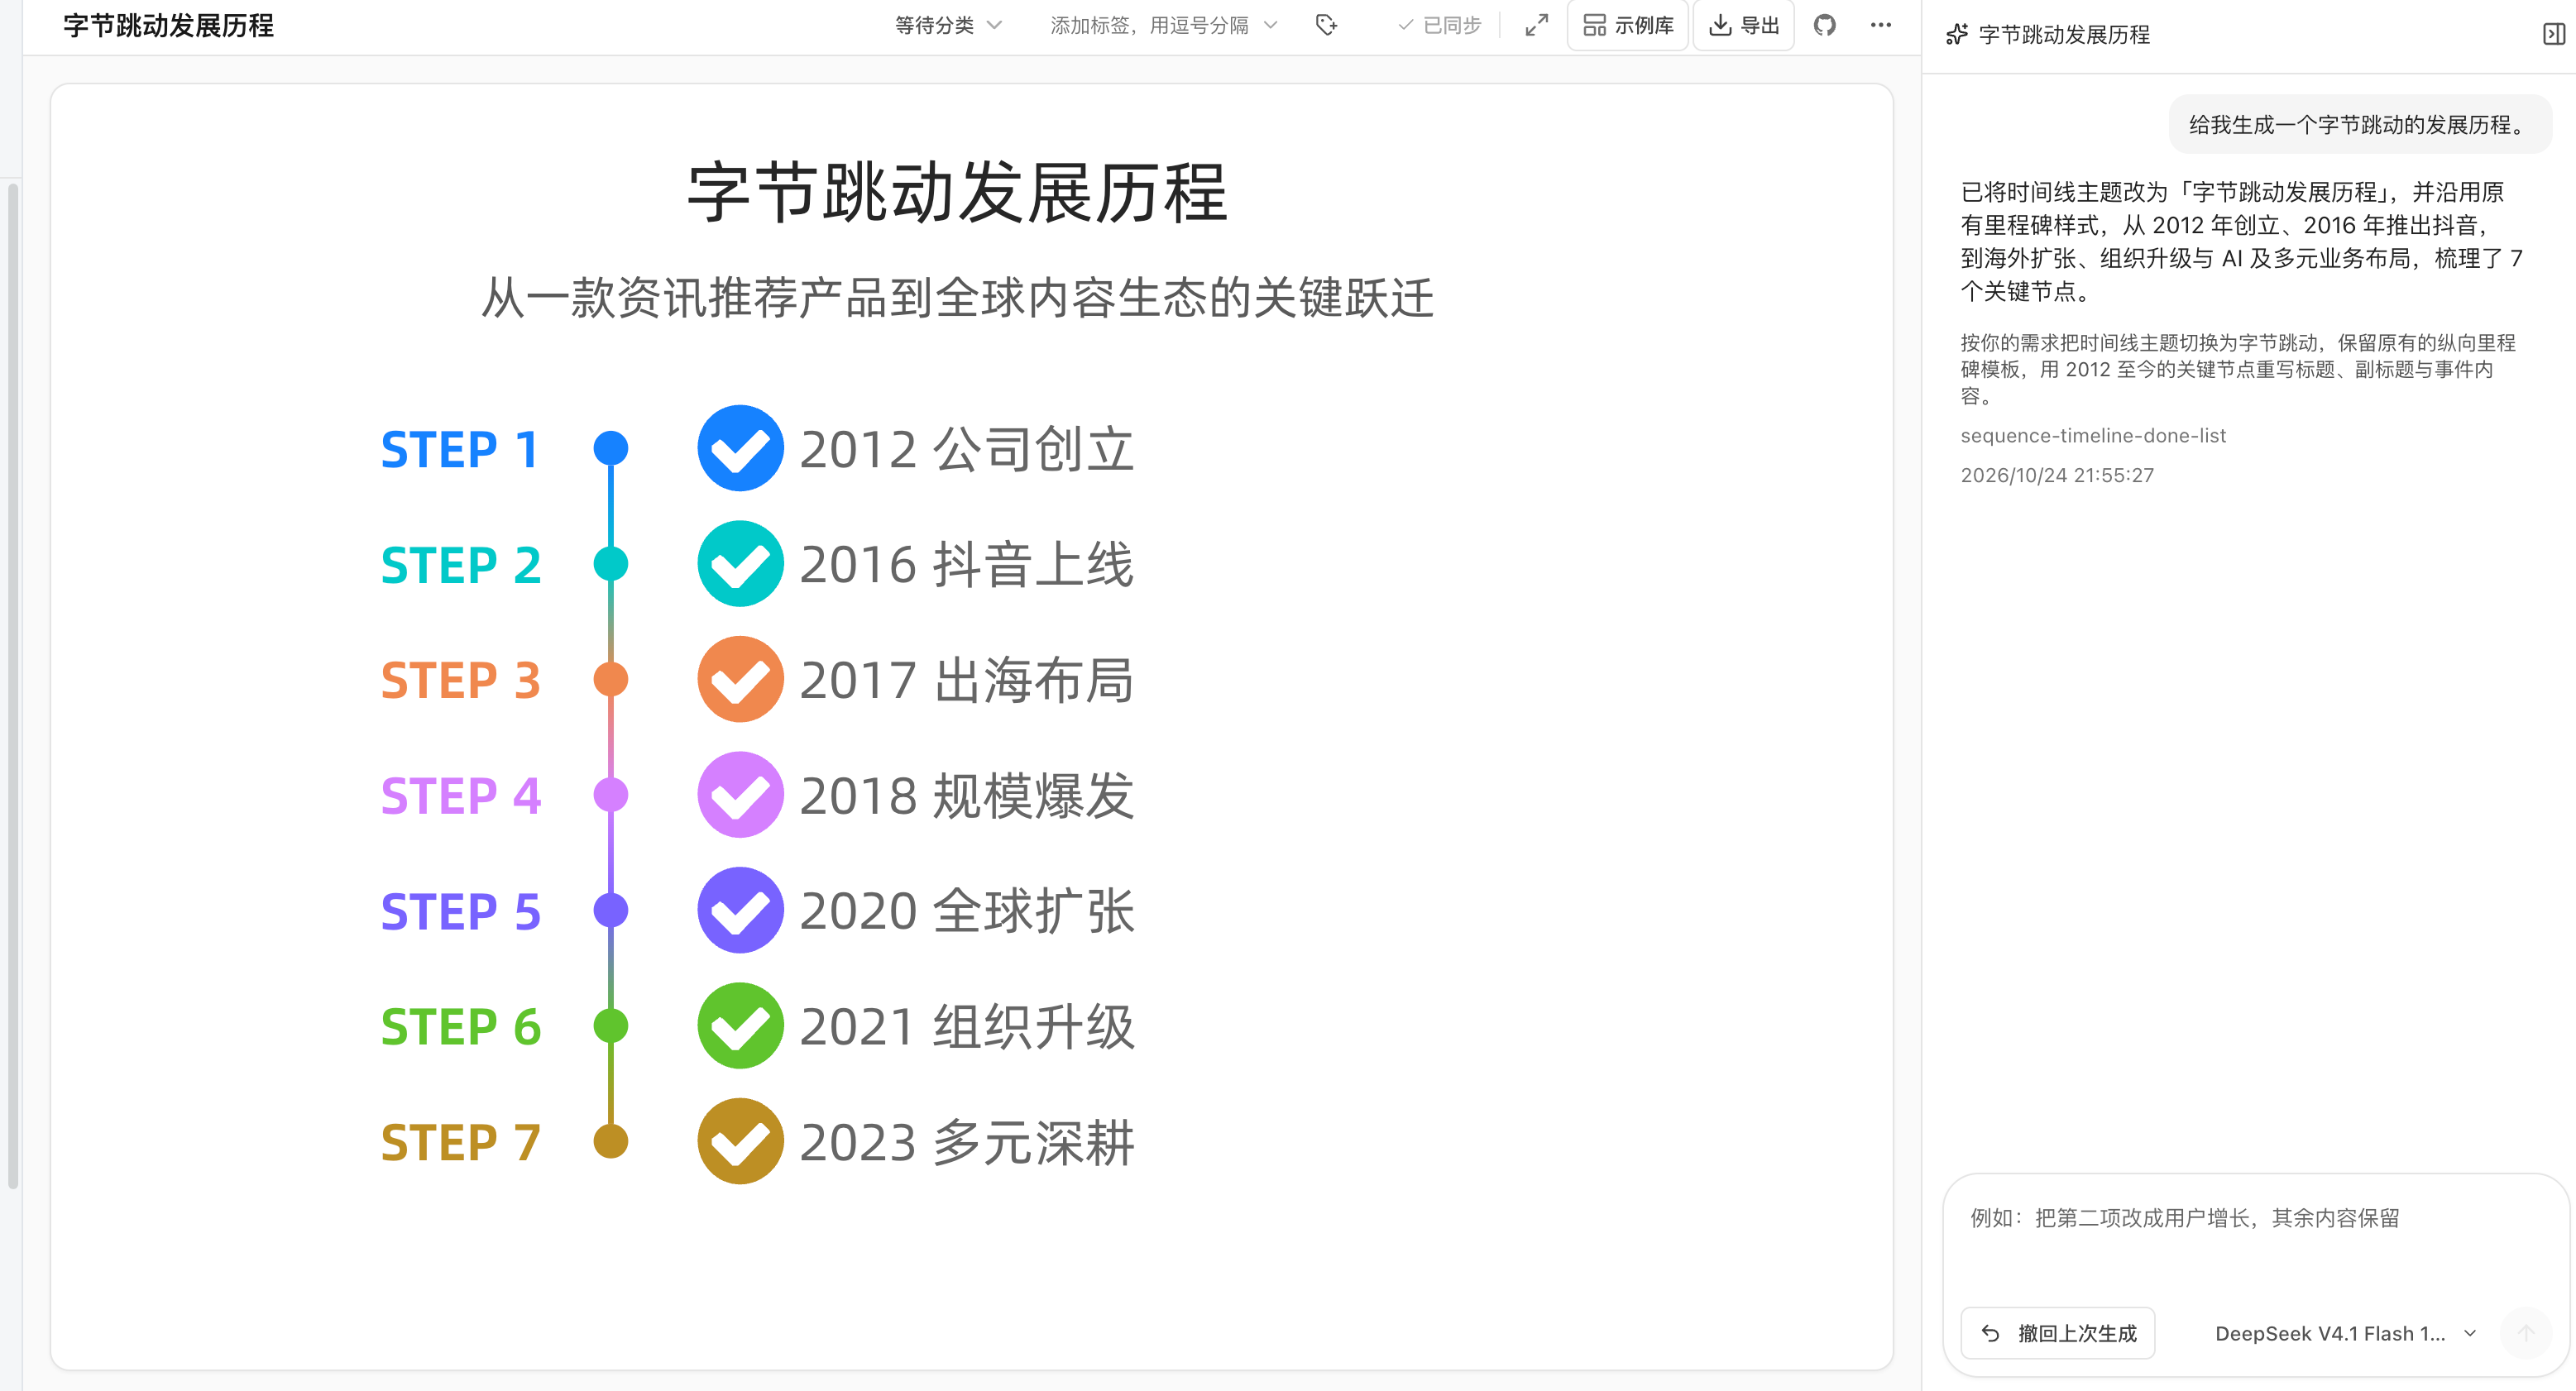 字节跳动发展历程
等待分类
添加标签，用逗号分隔
已同步
示例库
导出
字节跳动发展历程
从一款资讯推荐产品到全球内容生态的关键跃迁
STEP 1 2012 公司创立
STEP 2 2016 抖音上线
STEP 3 2017 出海布局
STEP 4 2018 规模爆发
STEP 5 2020 全球扩张
STEP 6 2021 组织升级
STEP 7 2023 多元深耕
字节跳动发展历程
给我生成一个字节跳动的发展历程。
已将时间线主题改为「字节跳动发展历程」，并沿用原
有里程碑样式，从 2012 年创立、2016 年推出抖音，
到海外扩张、组织升级与 AI 及多元业务布局，梳理了 7
个关键节点。
按你的需求把时间线主题切换为字节跳动，保留原有的纵向里程
碑模板，用 2012 至今的关键节点重写标题、副标题与事件内
容。
sequence-timeline-done-list
2026/10/24 21:55:27
例如：把第二项改成用户增长，其余内容保留
撤回上次生成
DeepSeek V4.1 Flash 1...